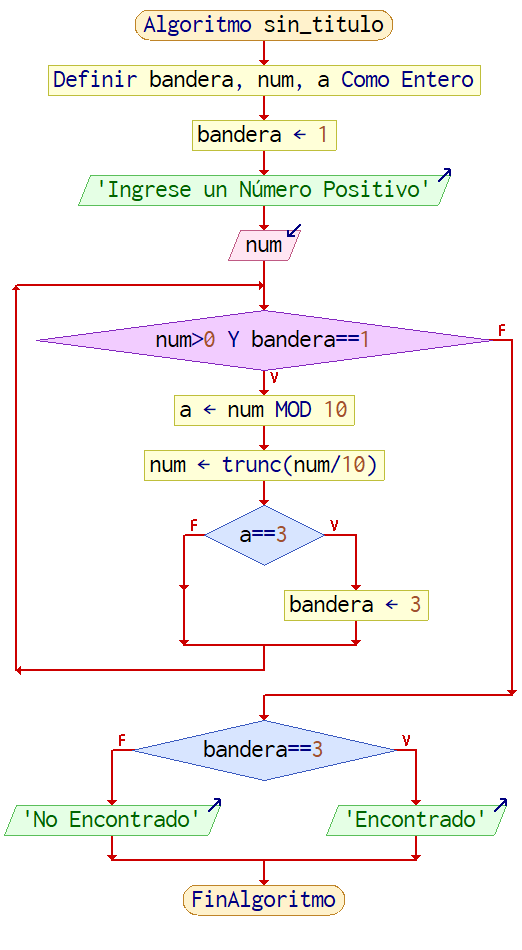 Algoritmo sin_titulo
Definir bandera, num, a Como Entero
bandera ← 1
'Ingrese un Número Positivo'
num
num>0 Y bandera==1
F
V
a ← num MOD 10
num ← trunc(num/10)
a==3
F
V
bandera ← 3
bandera==3
F
V
'No Encontrado'
'Encontrado'
FinAlgoritmo